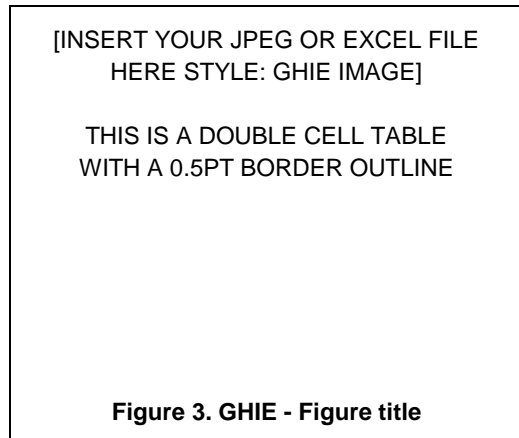 [INSERT YOUR JPEG OR EXCEL FILE
HERE STYLE: GHIE IMAGE]
THIS IS A DOUBLE CELL TABLE
WITH A 0.5PT BORDER OUTLINE
Figure 3. GHIE - Figure title